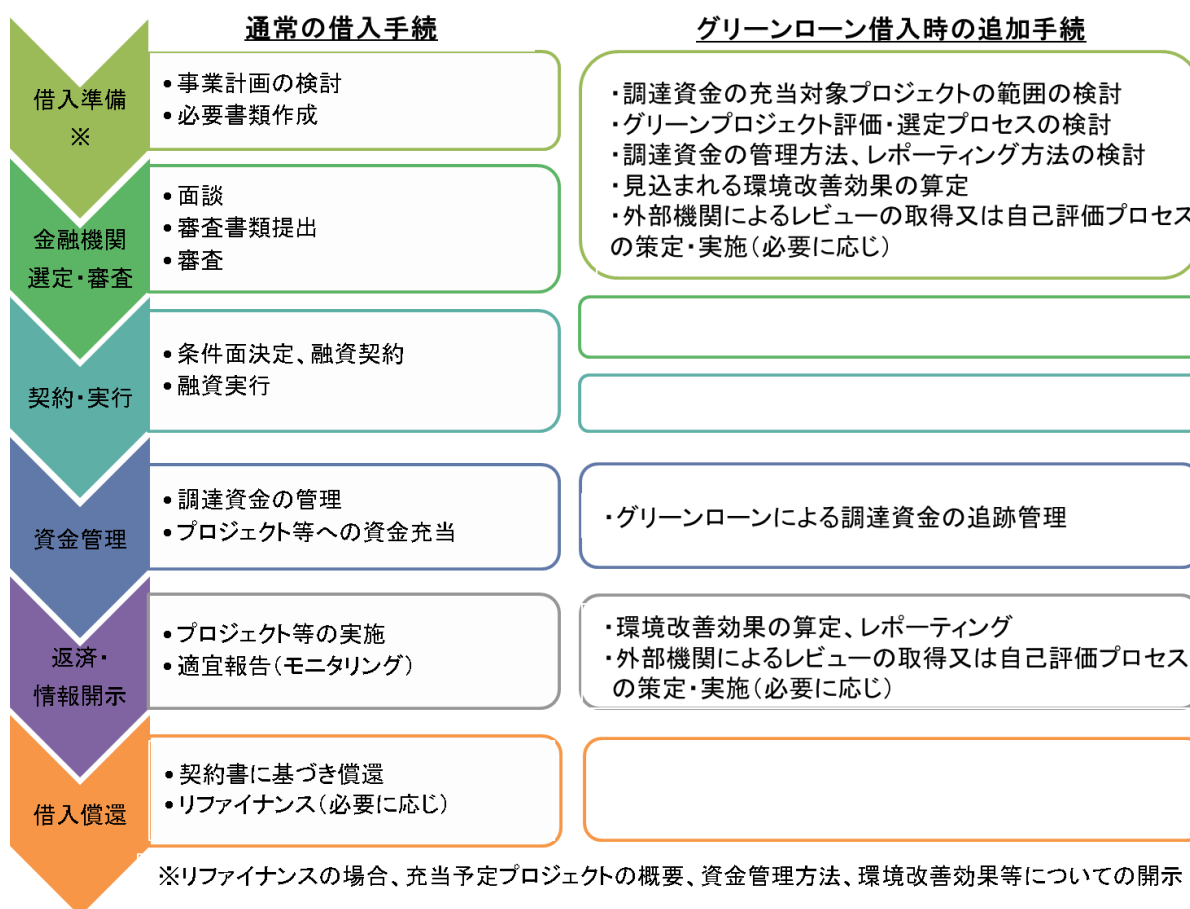 通常の借入手続
グリーンローン借入時の追加手続
借入準備
※
•事業計画の検討
•必要書類作成
・調達資金の充当対象プロジェクトの範囲の検討
・グリーンプロジェクト評価・選定プロセスの検討
・調達資金の管理方法、レポーティング方法の検討
・見込まれる環境改善効果の算定
・外部機関によるレビューの取得又は自己評価プロセス
の策定・実施(必要に応じ)
金融機関
選定・審査
•面談
•審査書類提出
•審査
契約・実行
•条件面決定、融資契約
•融資実行
資金管理
•調達資金の管理
•プロジェクト等への資金充当
・グリーンローンによる調達資金の追跡管理
返済・
情報開示
•プロジェクト等の実施
•適宜報告(モニタリング)
・環境改善効果の算定、レポーティング
・外部機関によるレビューの取得又は自己評価プロセス
の策定・実施(必要に応じ)
借入償還
•契約書に基づき償還
•リファイナンス(必要に応じ)
※リファイナンスの場合、充当予定プロジェクトの概要、資金管理方法、環境改善効果等についての開示